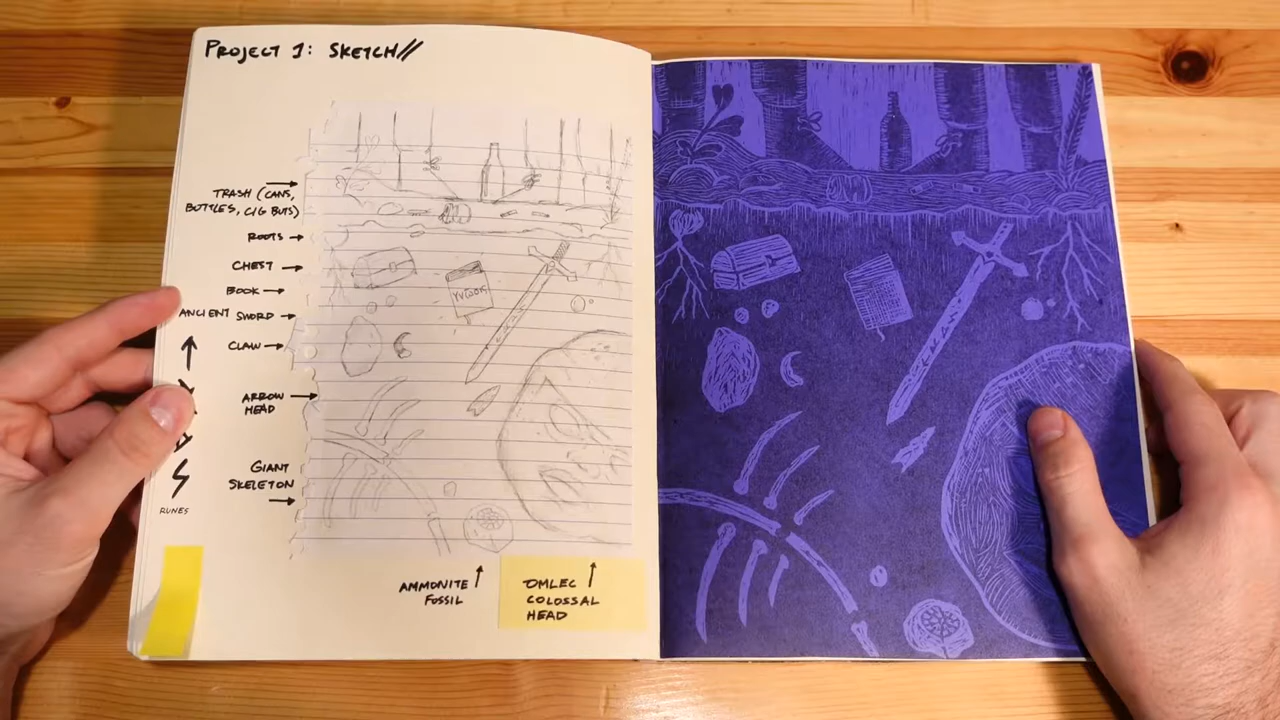 PROJECT 1: SKETCH//
TRASH (CANS,
BOTTLES, CIG BUTS)
ROOTS
CHEST
BOOK
ANCIENT SWORD
CLAW
ARROW
HEAD
GIANT
SKELETON
RUNES
AMMONITE
FOSSIL
OMLEC
COLOSSAL
HEAD